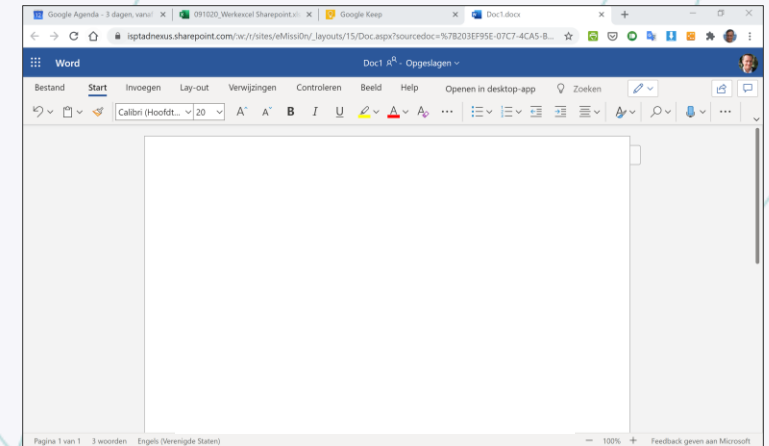 Google Agenda - 3 dagen, vanaf
091020_Werkexcel Sharepoint.xls
Google Keep
Doc1.docx
isptadnexus.sharepoint.com/:w:/r/sites/eMissi0n/_layouts/15/Doc.aspx?sourcedoc=%7B203EF95E-07C7-4CA5-B...
Word
Doc1 - Opgeslagen
Bestand Start Invoegen Lay-out Verwijzingen Controleren Beeld Help Openen in desktop-app Zoeken
Calibri (Hoofdt... 20 A A B I U A A ...
Pagina 1 van 1 3 woorden Engels (Verenigde Staten) 100% Feedback geven aan Microsoft